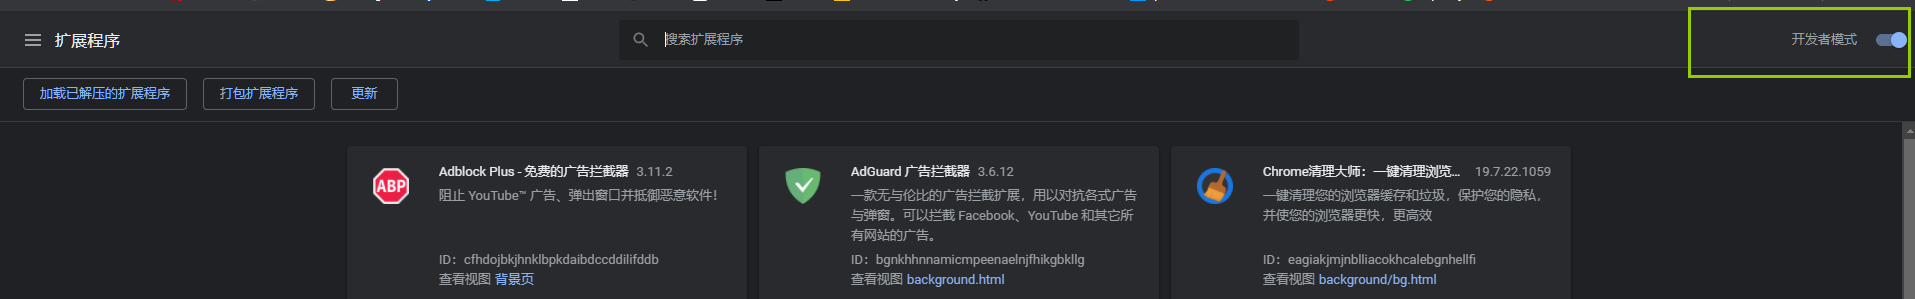 扩展程序
搜索扩展程序
开发者模式
加载已解压的扩展程序
打包扩展程序
更新
Adblock Plus - 免费的广告拦截器 3.11.2
阻止 YouTube™ 广告、弹出窗口并抵御恶意软件!
ID：cfhdojbkjhnklbpkdaibdccddilifddb
查看视图 背景页
AdGuard 广告拦截器 3.6.12
一款无与伦比的广告拦截扩展，用以对抗各式广告
与弹窗。可以拦截 Facebook、YouTube 和其它所
有网站的广告。
ID：bgnkhhnnamicmpeenaelnjfhikgbkllg
查看视图 background.html
Chrome清理大师：一键清理浏览... 19.7.22.1059
一键清理您的浏览器缓存和垃圾，保护您的隐私，
并使您的浏览器更快，更高效
ID：eagiakjmjnblliacokhcalebgnhellfi
查看视图 background/bg.html
ABP